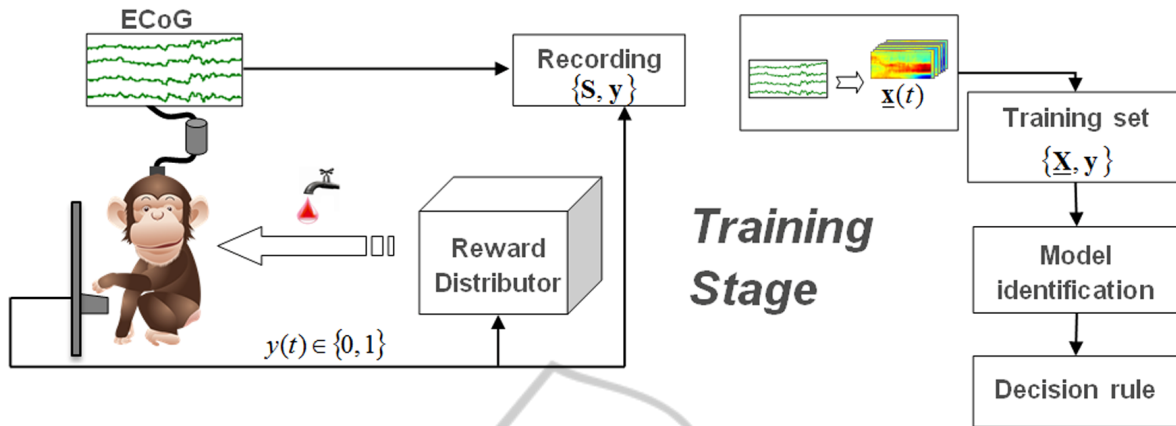 ECoG
Recording
{S, y}
x(t)
Training set
{X, y}
Training
Stage
Reward
Distributor
Model
identification
y(t) ∈ {0, 1}
Decision rule